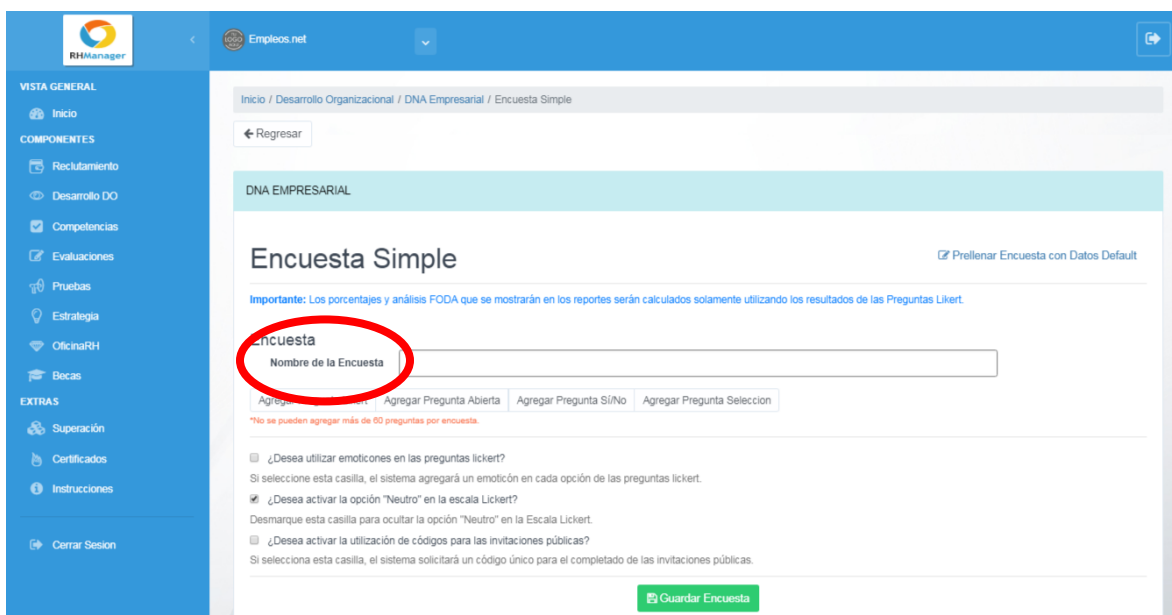 RHManager
LOGO
Empleos.net
VISTA GENERAL
Inicio
COMPONENTES
Reclutamiento
Desarrollo DO
Competencias
Evaluaciones
Pruebas
Estrategia
OficinaRH
Becas
EXTRAS
Superación
Certificados
Instrucciones
Cerrar Sesion
Inicio / Desarrollo Organizacional / DNA Empresarial / Encuesta Simple
Regresar
DNA EMPRESARIAL
Encuesta Simple
Prellenar Encuesta con Datos Default
Importante: Los porcentajes y análisis FODA que se mostrarán en los reportes serán calculados solamente utilizando los resultados de las Preguntas Likert.
Encuesta
Nombre de la Encuesta
Agregar Agregar Pregunta Abierta Agregar Pregunta Sí/No Agregar Pregunta Seleccion
*No se pueden agregar más de 60 preguntas por encuesta.
¿Desea utilizar emoticones en las preguntas lickert?
Si seleccione esta casilla, el sistema agregará un emoticón en cada opción de las preguntas lickert.
¿Desea activar la opción "Neutro" en la escala Lickert?
Desmarque esta casilla para ocultar la opción "Neutro" en la Escala Lickert.
¿Desea activar la utilización de códigos para las invitaciones públicas?
Si selecciona esta casilla, el sistema solicitará un código único para el completado de las invitaciones públicas.
Guardar Encuesta